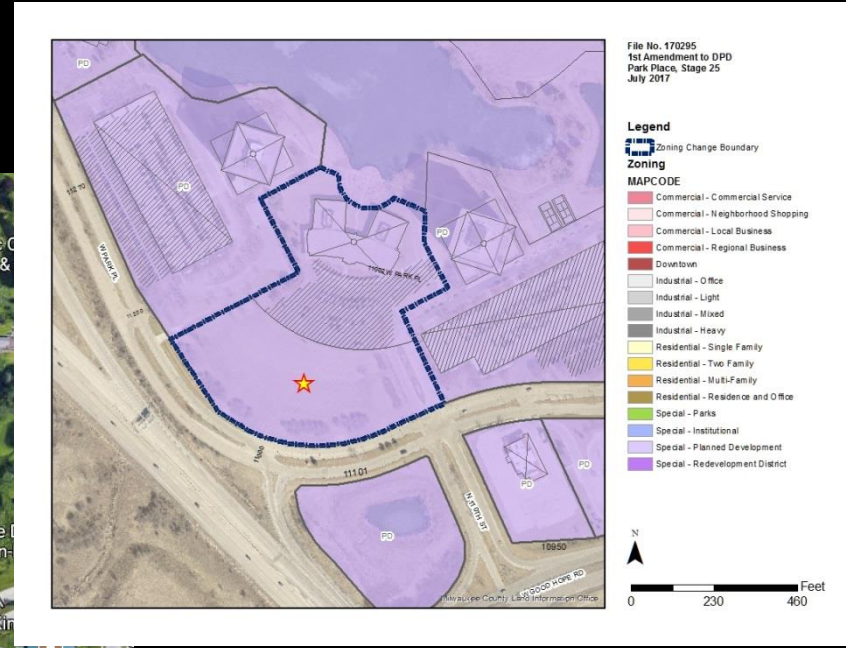 File No. 170295
1st Amendment to DPD
Park Place, Stage 25
July 2017
Legend
Zoning Change Boundary
Zoning
MAPCODE
Commercial - Commercial Service
Commercial - Neighborhood Shopping
Commercial - Local Business
Commercial - Regional Business
Downtown
Industrial - Office
Industrial - Light
Industrial - Mixed
Industrial - Heavy
Residential - Single Family
Residential - Two Family
Residential - Multi-Family
Residential - Residence and Office
Special - Parks
Special - Institutional
Special - Planned Development
Special - Redevelopment District
N
Feet
0 230 460
PD
PD
PD
11270
W PARK PL
W PARK PL
11101
N 110TH ST
PD
PD
PD
10950
W GOOD HOPE RD
Milwaukee County Land Information Office